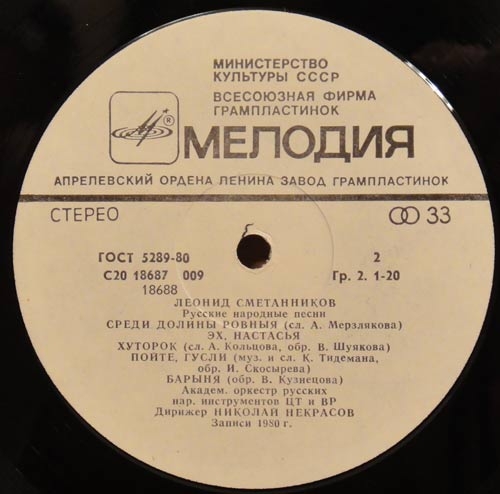 МИНИСТЕРСТВО
КУЛЬТУРЫ СССР
ВСЕСОЮЗНАЯ ФИРМА
ГРАМПЛАСТИНОК
®
МЕЛОДИЯ
АПРЕЛЕВСКИЙ ОРДЕНА ЛЕНИНА ЗАВОД ГРАМПЛАСТИНОК
СТЕРЕО 33
ГОСТ 5289-80 2
С20 18687 009 Гр. 2. 1-20
18688
ЛЕОНИД СМЕТАННИКОВ
Русские народные песни
СРЕДИ ДОЛИНЫ РОВНЫЯ (сл. А. Мерзлякова)
ЭХ, НАСТАСЬЯ
ХУТОРОК (сл. А. Кольцова, обр. В. Шуякова)
ПОЙТЕ, ГУСЛИ (муз. и сл. К. Тидемана,
обр. И. Скосырева)
БАРЫНЯ (обр. В. Кузнецова)
Академ. оркестр русских
нар. инструментов ЦТ и ВР
Дирижер НИКОЛАЙ НЕКРАСОВ
Записи 1980 г.